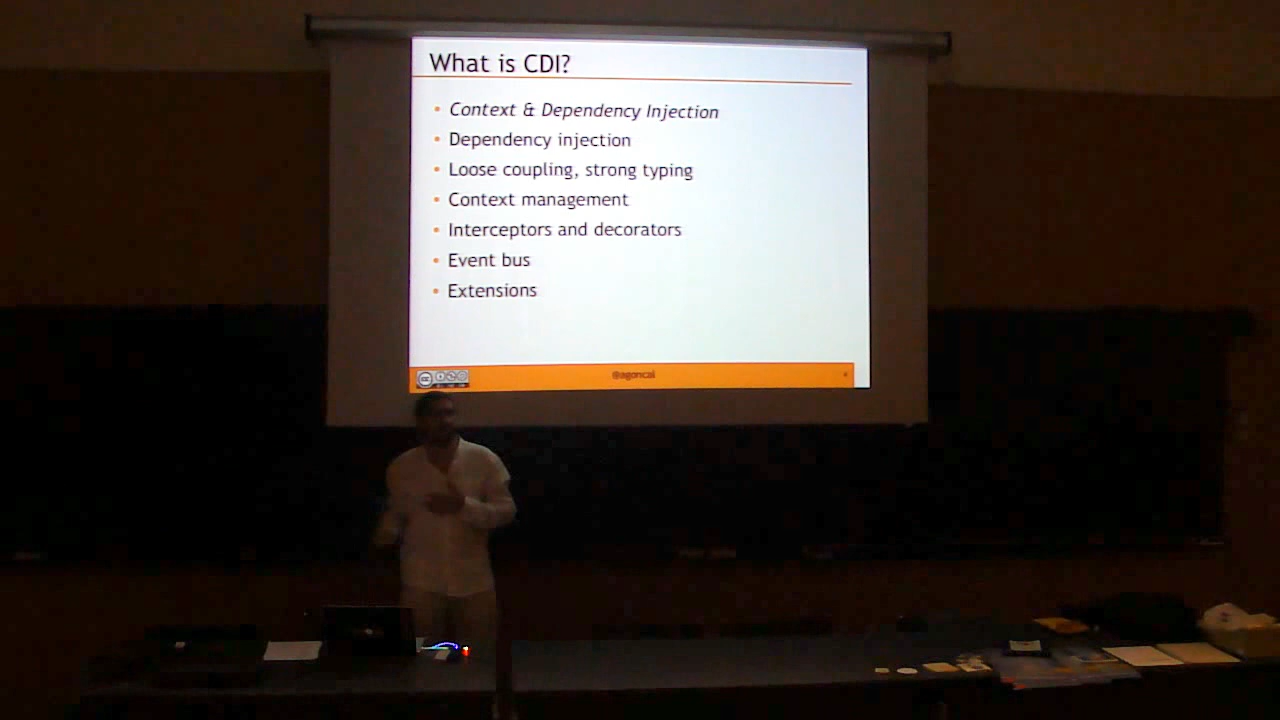 What is CDI?
Context & Dependency Injection
Dependency injection
Loose coupling, strong typing
Context management
Interceptors and decorators
Event bus
Extensions
@agoncal